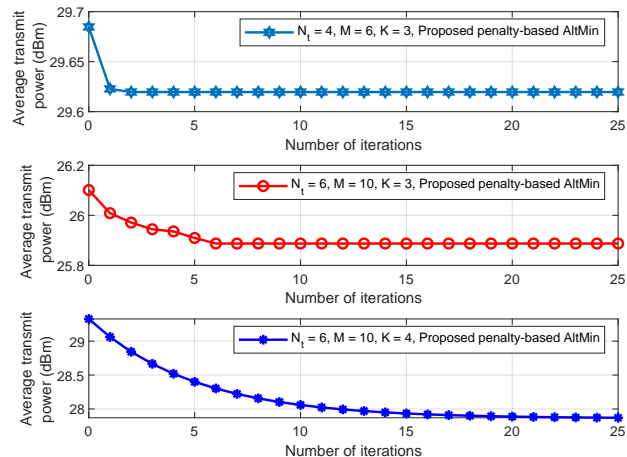 29.7
29.65
29.6
Average transmit
power (dBm)
N_t = 4, M = 6, K = 3, Proposed penalty-based AltMin
0 5 10 15 20 25
Number of iterations
26.2
26
25.8
Average transmit
power (dBm)
N_t = 6, M = 10, K = 3, Proposed penalty-based AltMin
0 5 10 15 20 25
Number of iterations
29
28.5
28
Average transmit
power (dBm)
N_t = 6, M = 10, K = 4, Proposed penalty-based AltMin
0 5 10 15 20 25
Number of iterations